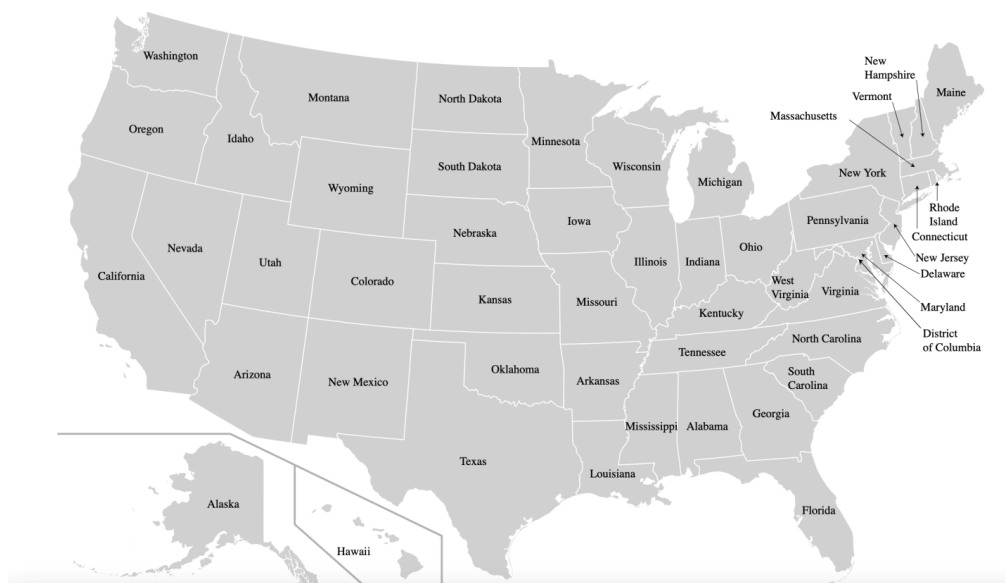 Washington
Montana
North Dakota
Minnesota
New
Hampshire
Vermont
Maine
Massachusetts
Oregon
Idaho
South Dakota
Wisconsin
Michigan
New York
Wyoming
Rhode
Island
Connecticut
Nebraska
Iowa
Pennsylvania
Nevada
Utah
Illinois
Indiana
Ohio
New Jersey
Delaware
California
Colorado
Kansas
Missouri
West
Virginia
Virginia
Maryland
Kentucky
District
of Columbia
North Carolina
Tennessee
Arizona
New Mexico
Oklahoma
Arkansas
South
Carolina
Mississippi
Alabama
Georgia
Texas
Louisiana
Alaska
Florida
Hawaii